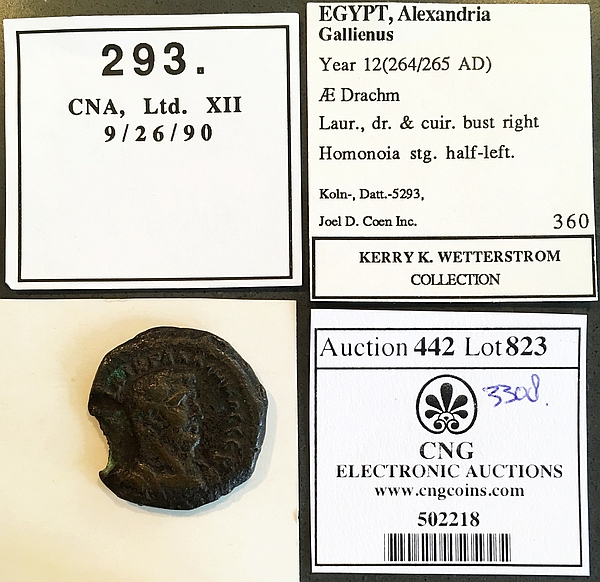 293.
CNA, Ltd. XII
9/26/90
EGYPT, Alexandria
Gallienus
Year 12(264/265 AD)
Æ Drachm
Laur., dr. & cuir. bust right
Homonoia stg. half-left.
Koln-, Datt.-5293,
Joel D. Coen Inc.
360
KERRY K. WETTERSTROM
COLLECTION
Auction 442 Lot 823
3308.
CNG
ELECTRONIC AUCTIONS
www.cngcoins.com
502218